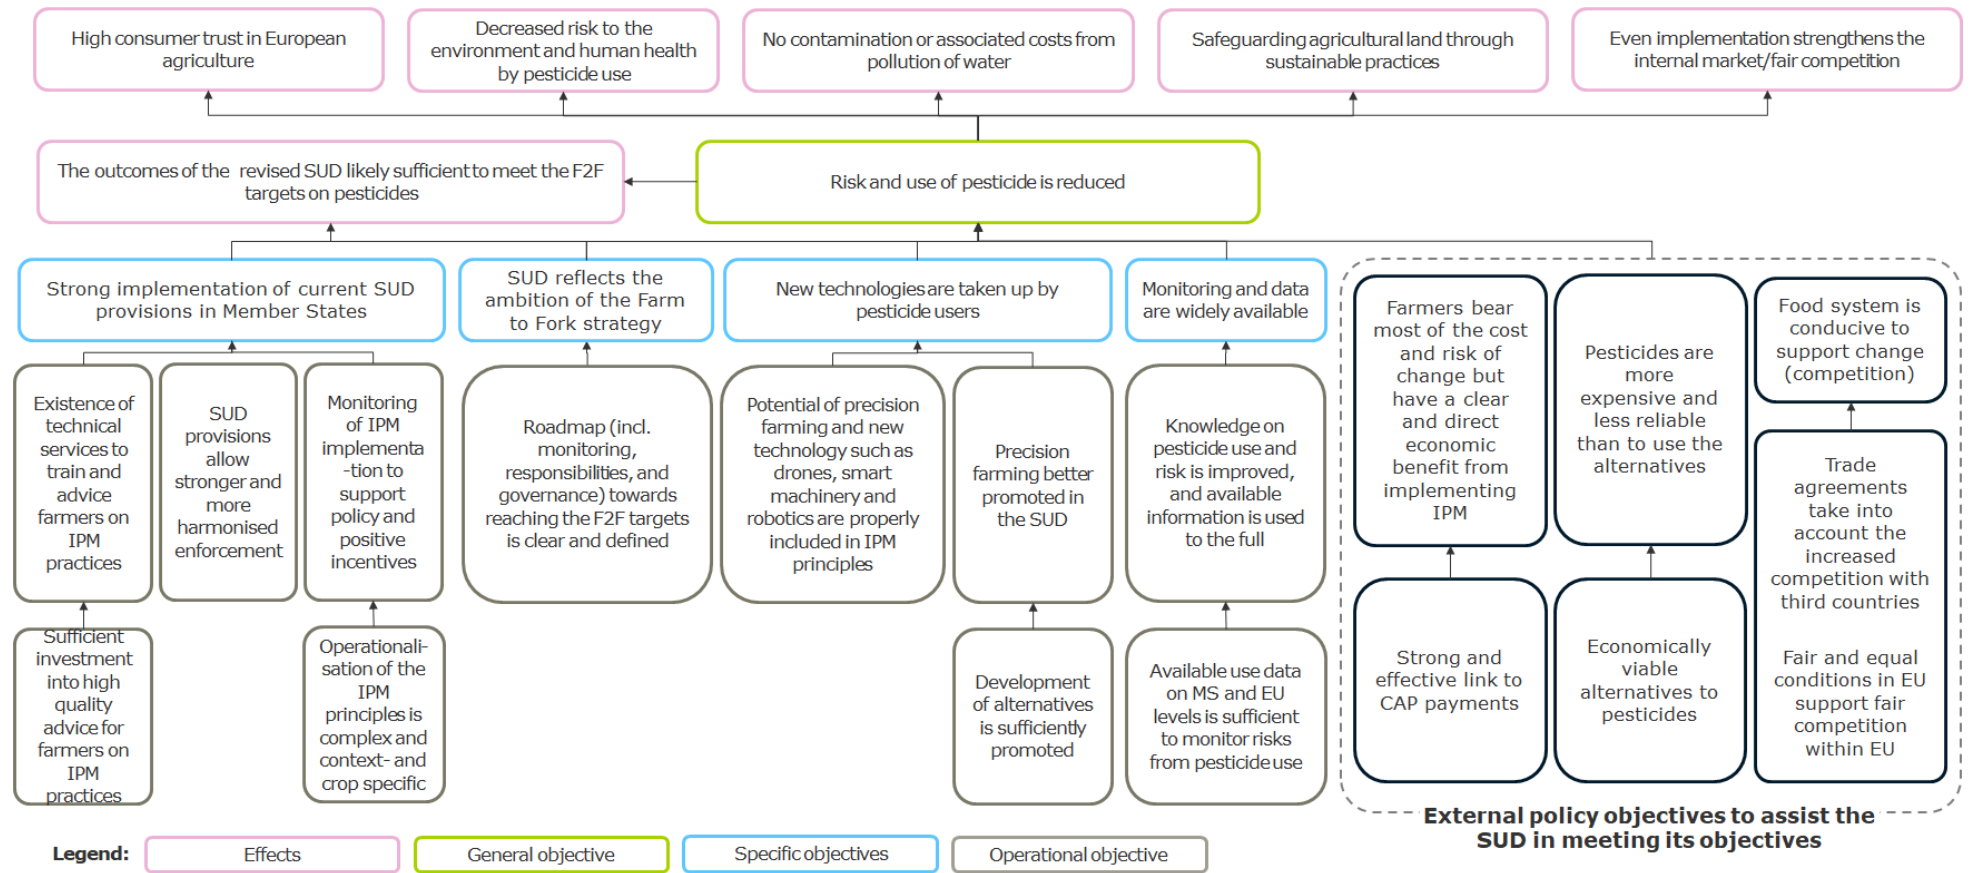 High consumer trust in European
agriculture
Decreased risk to the
environment and human health
by pesticide use
No contamination or associated costs from
pollution of water
Safeguarding agricultural land through
sustainable practices
Even implementation strengthens the
internal market/fair competition
The outcomes of the revised SUD likely sufficient to meet the F2F
targets on pesticides
Risk and use of pesticide is reduced
Strong implementation of current SUD
provisions in Member States
SUD reflects the
ambition of the Farm
to Fork strategy
New technologies are taken up by
pesticide users
Monitoring and data
are widely available
Existence of
technical
services to
train and
advice
farmers on
IPM
practices
SUD
provisions
allow
stronger and
more
harmonised
enforcement
Monitoring
of IPM
implementa
-tion to
support
policy and
positive
incentives
Roadmap (incl.
monitoring,
responsibilities, and
governance) towards
reaching the F2F targets
is clear and defined
Potential of precision
farming and new
technology such as
drones, smart
machinery and
robotics are properly
included in IPM
principles
Precision
farming better
promoted in
the SUD
Knowledge on
pesticide use and
risk is improved,
and available
information is used
to the full
Farmers bear
most of the cost
and risk of
change but
have a clear
and direct
economic
benefit from
implementing
IPM
Pesticides are
more
expensive and
less reliable
than to use the
alternatives
Food system is
conducive to
support change
(competition)
Sufficient
investment
into high
quality
advice for
farmers on
IPM
practices
Operationali-
sation of the
IPM
principles is
complex and
context- and
crop specific
Development
of alternatives
is sufficiently
promoted
Available use data
on MS and EU
levels is sufficient
to monitor risks
from pesticide use
Strong and
effective link to
CAP payments
Economically
viable
alternatives to
pesticides
Trade
agreements
take into
account the
increased
competition with
third countries
Fair and equal
conditions in EU
support fair
competition
within EU
External policy objectives to assist the
SUD in meeting its objectives
Legend:
Effects
General objective
Specific objectives
Operational objective